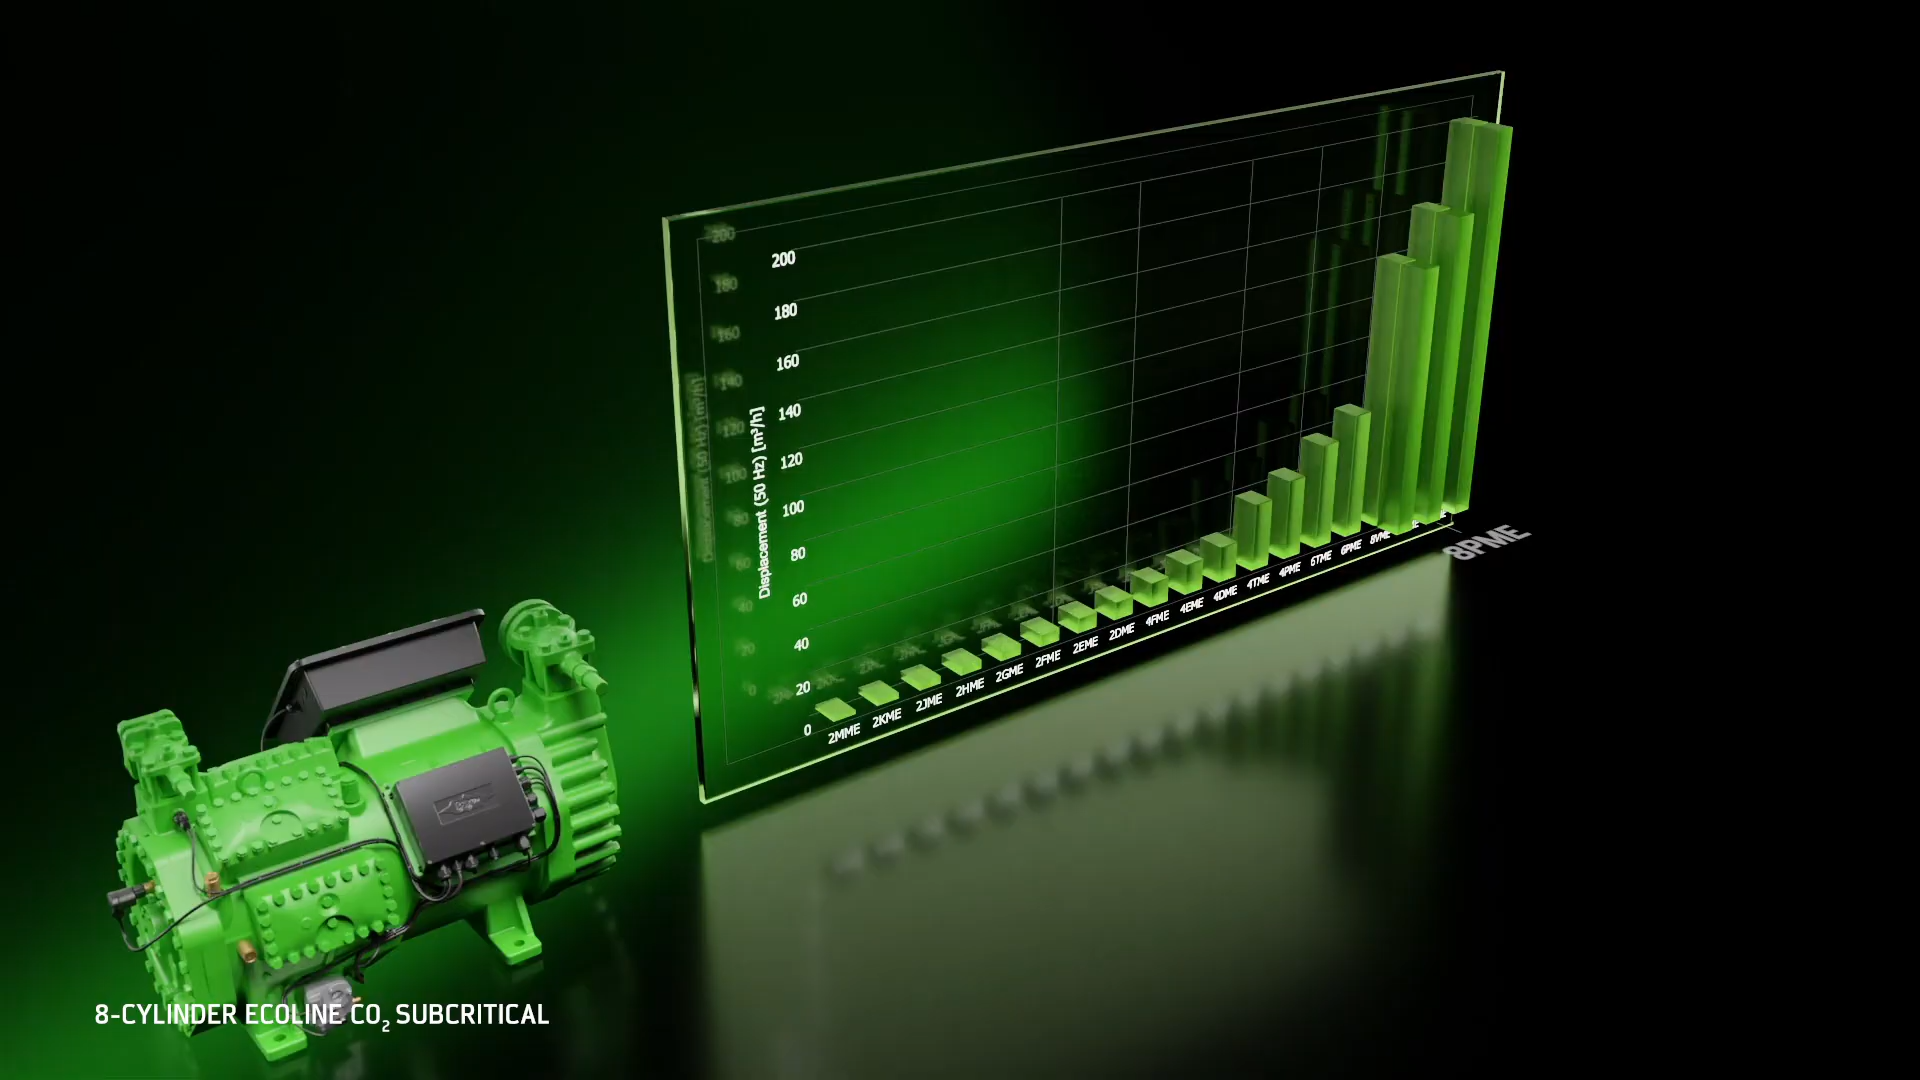 200
180
160
140
120
100
80
60
40
20
0
Displacement (50 Hz) [m³/h]
2MME
2KME
2JME
2HME
2GME
2FME
2EME
2DME
4FME
4EME
4DME
4TME
4PME
6TME
6PME
8VME
8PME
8-CYLINDER ECOLINE CO₂ SUBCRITICAL